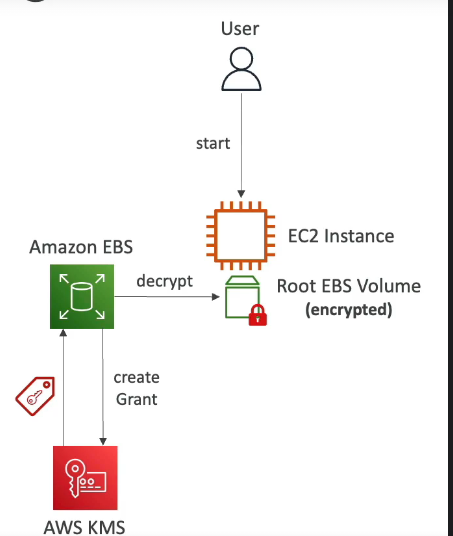 User
start
EC2 Instance
Amazon EBS
decrypt
Root EBS Volume
(encrypted)
create
Grant
AWS KMS